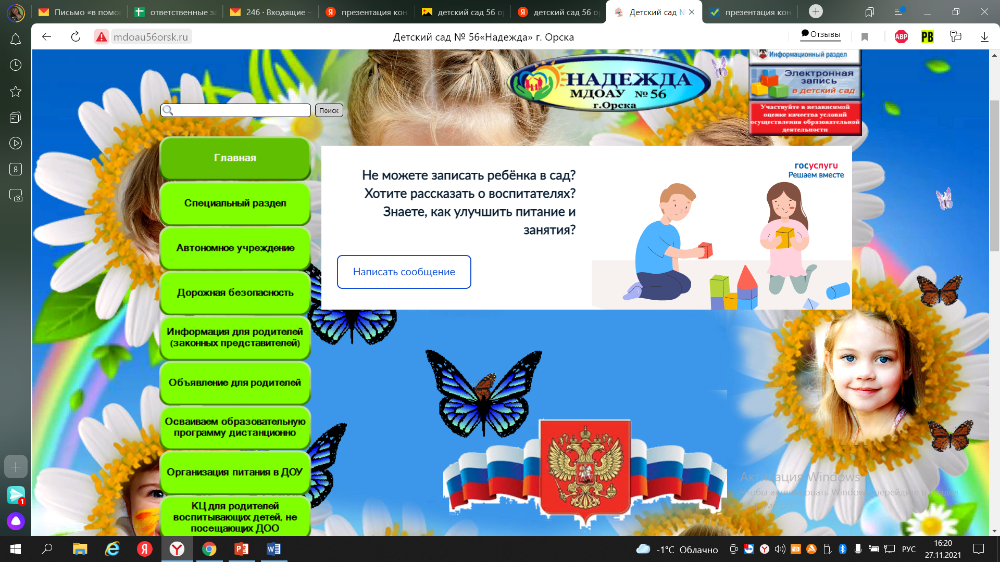 Письмо «в помо
ответственные за
246 · Входящие –
презентация кон
детский сад 56 о
детский сад 56 о
Детский сад №
презентация кон
mdoau56orsk.ru
Детский сад № 56«Надежда» г. Орска
Отзывы
ABP
PB
8
1
Информационный раздел
Электронная
запись
в детский сад
Участвуйте в независимой
оценке качества условий
осуществления образовательной
деятельности
НАДЕЖДА
МДОАУ №56
г.Орска
Поиск
Главная
Специальный раздел
Автономное учреждение
Дорожная безопасность
Информация для родителей
(законных представителей)
Объявление для родителей
Осваиваем образовательную
программу дистанционно
Организация питания в ДОУ
КЦ для родителей
воспитывающих детей, не
посещающих ДОО
Не можете записать ребёнка в сад?
Хотите рассказать о воспитателях?
Знаете, как улучшить питание и
занятия?
Написать сообщение
госуслуги
Решаем вместе
Активация Windows
Чтобы активировать Windows, перейдите в раздел
"Параметры".
-1°C Облачно
РУС
16:20
27.11.2021